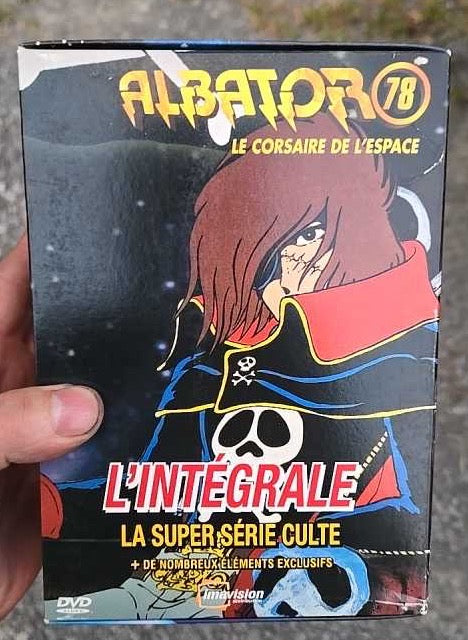 ALBATOR 78
LE CORSAIRE DE L'ESPACE
L'INTÉGRALE
LA SUPER SÉRIE CULTE
+ DE NOMBREUX ÉLÉMENTS EXCLUSIFS
DVD
imavision